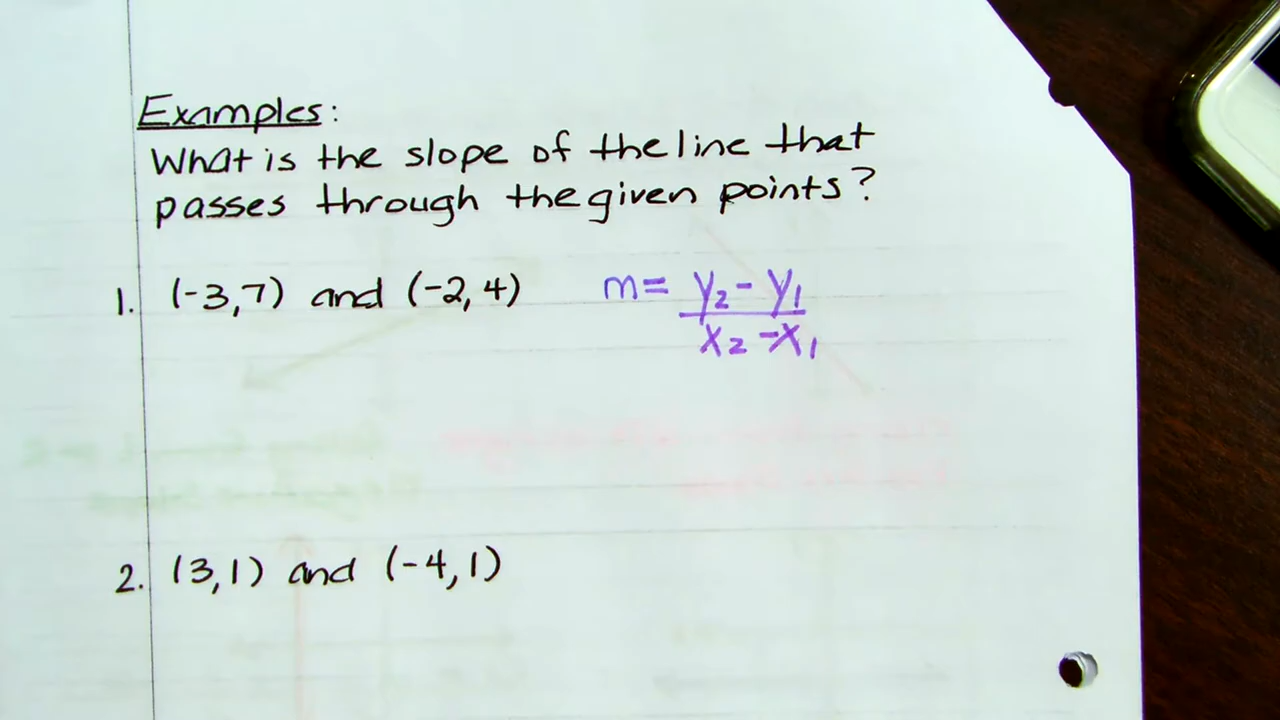 Examples:
What is the slope of the line that
passes through the given points?
1. (-3,7) and (-2,4) m= y₂- y₁
x₂ -x₁
2. (3,1) and (-4,1)